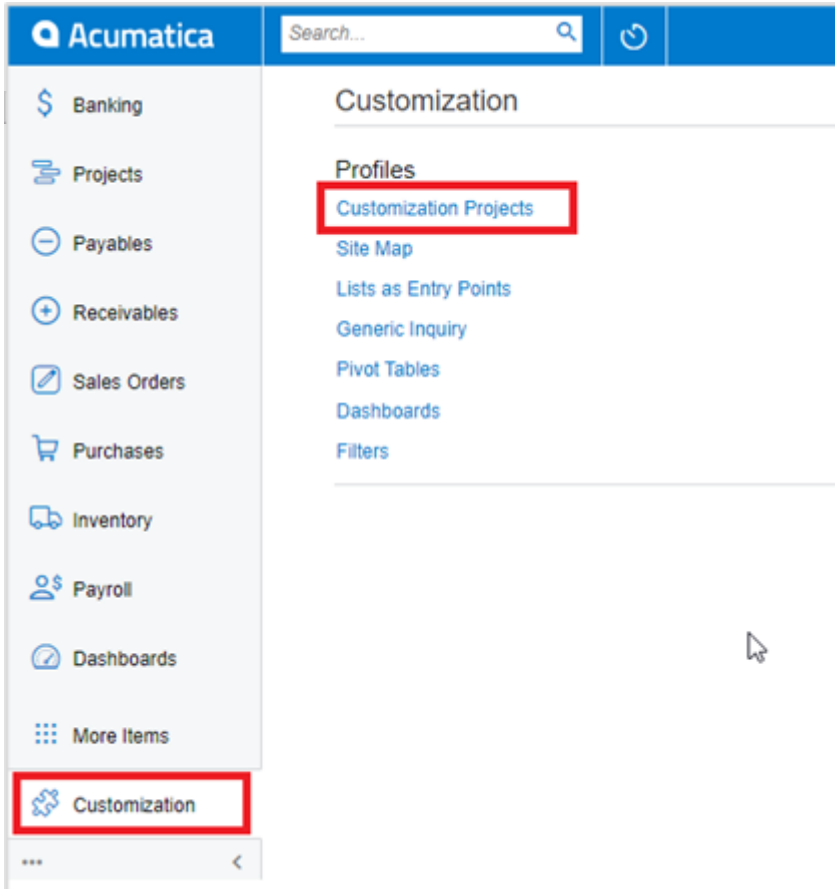 Acumatica
Search...
Banking
Projects
Payables
Receivables
Sales Orders
Purchases
Inventory
Payroll
Dashboards
More Items
Customization
Customization
Profiles
Customization Projects
Site Map
Lists as Entry Points
Generic Inquiry
Pivot Tables
Dashboards
Filters